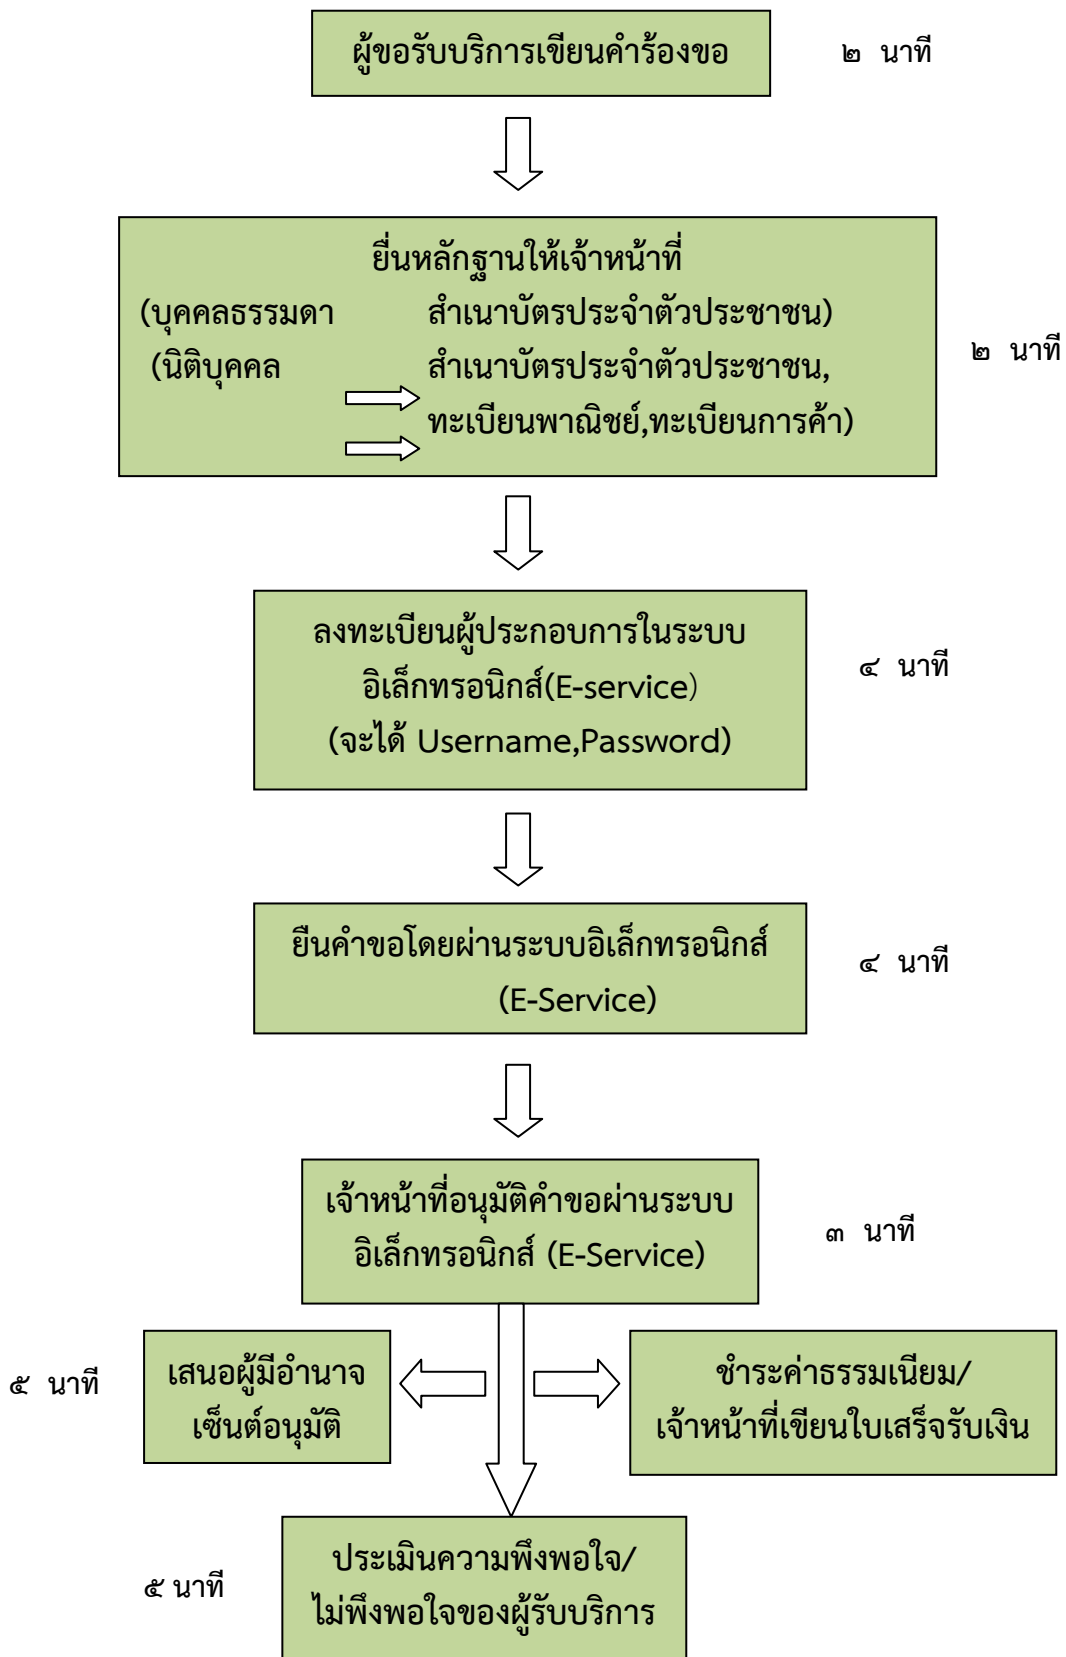 ผู้ขอรับบริการเขียนคำร้องขอ
๒ นาที
ยื่นหลักฐานให้เจ้าหน้าที่
(บุคคลธรรมดา สำเนาบัตรประจำตัวประชาชน)
(นิติบุคคล สำเนาบัตรประจำตัวประชาชน,
ทะเบียนพาณิชย์,ทะเบียนการค้า)
๒ นาที
ลงทะเบียนผู้ประกอบการในระบบ
อิเล็กทรอนิกส์(E-service)
(จะได้ Username,Password)
๔ นาที
ยืนคำขอโดยผ่านระบบอิเล็กทรอนิกส์
(E-Service)
๔ นาที
เจ้าหน้าที่อนุมัติคำขอผ่านระบบ
อิเล็กทรอนิกส์ (E-Service)
๓ นาที
๕ นาที
เสนอผู้มีอำนาจ
เซ็นต์อนุมัติ
ชำระค่าธรรมเนียม/
เจ้าหน้าที่เขียนใบเสร็จรับเงิน
๕ นาที
ประเมินความพึงพอใจ/
ไม่พึงพอใจของผู้รับบริการ